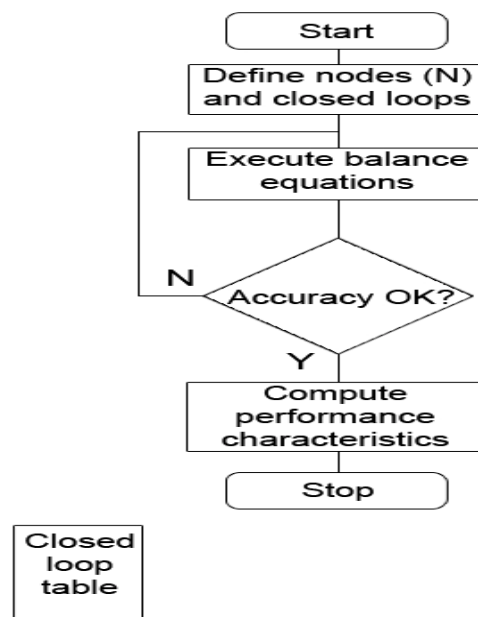 Start
Define nodes (N)
and closed loops
Execute balance
equations
N
Accuracy OK?
Y
Compute
performance
characteristics
Stop
Closed
loop
table